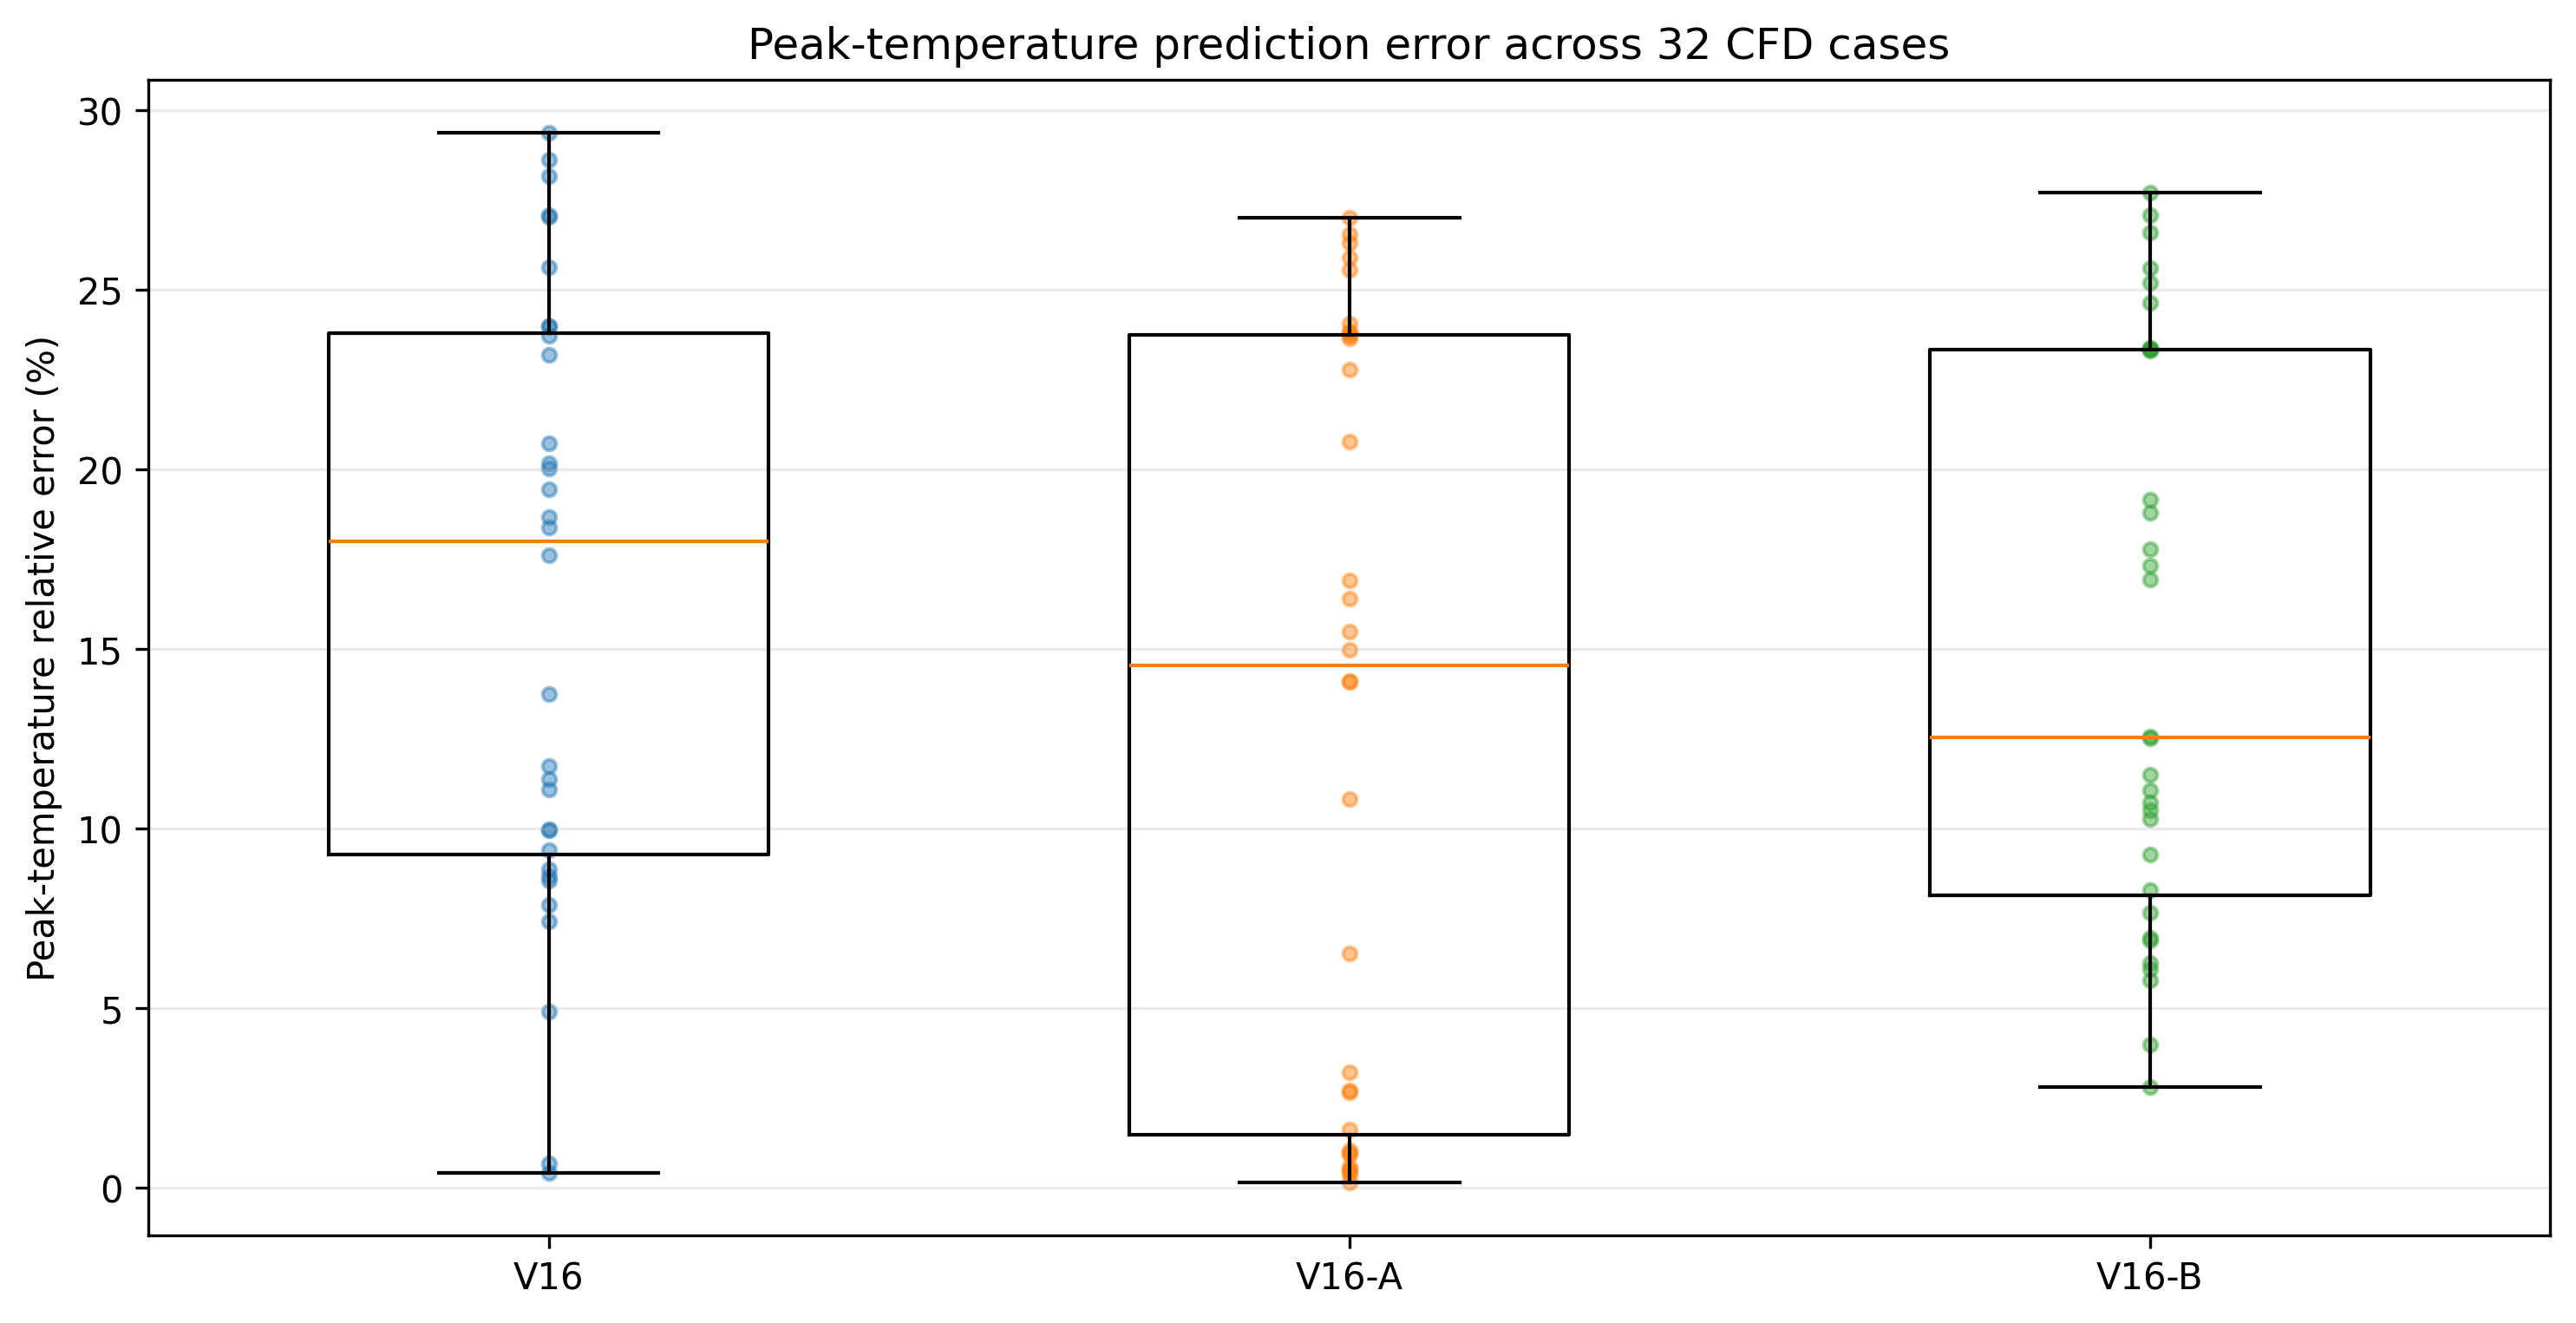 Peak-temperature prediction error across 32 CFD cases
Peak-temperature relative error (%)
30
25
20
15
10
5
0
V16
V16-A
V16-B